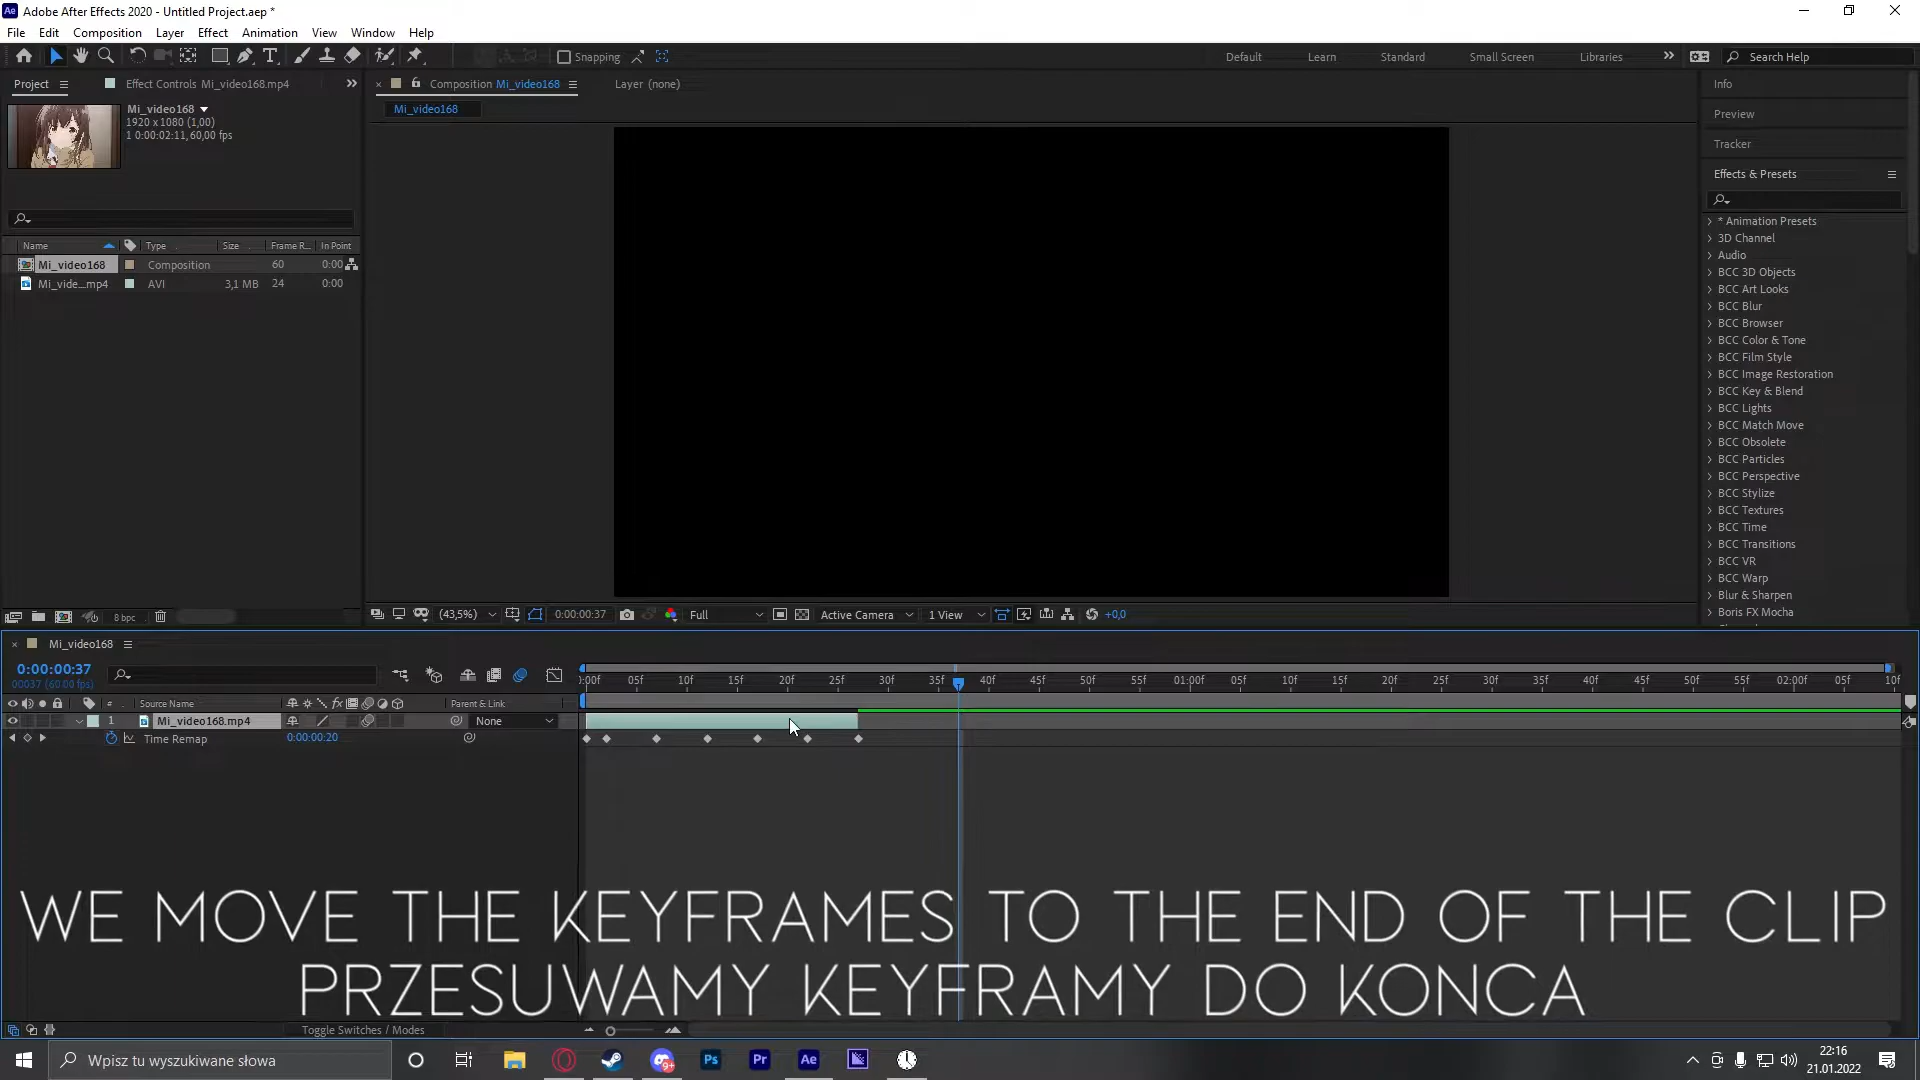 Adobe After Effects 2020 - Untitled Project.aep *
File Edit Composition Layer Effect Animation View Window Help
Snapping Default Learn Standard Small Screen Libraries Search Help
Project Effect Controls Mi_video168.mp4 Composition Mi_video168 Layer (none) Info
Mi_video168
1920 x 1080 (1,00)
1 0:00:02:11, 60,00 fps
Mi_video168
Preview
Tracker
Effects & Presets
* Animation Presets
3D Channel
Audio
BCC 3D Objects
BCC Art Looks
BCC Blur
BCC Browser
BCC Color & Tone
BCC Film Style
BCC Image Restoration
BCC Key & Blend
BCC Lights
BCC Match Move
BCC Obsolete
BCC Particles
BCC Perspective
BCC Stylize
BCC Textures
BCC Time
BCC Transitions
BCC VR
BCC Warp
Blur & Sharpen
Boris FX Mocha
Name Type Size Frame R... In Point
Mi_video168 Composition 60 0:00
Mi_vide...mp4 AVI 3,1 MB 24 0:00
8 bpc (43,5%) 0:00:00:37 Full Active Camera 1 View +0,0
Mi_video168
0:00:00:37
00037 (60.00 fps)
:00f 05f 10f 15f 20f 25f 30f 35f 40f 45f 50f 55f 01:00f 05f 10f 15f 20f 25f 30f 35f 40f 45f 50f 55f 02:00f 05f 10f
# Source Name Parent & Link
1 Mi_video168.mp4 None
Time Remap 0:00:00:20
WE MOVE THE KEYFRAMES TO THE END OF THE CLIP
PRZESUWAMY KEYFRAMY DO KONCA
Toggle Switches / Modes
Wpisz tu wyszukiwane słowa
9+ Ps Pr Ae
22:16
21.01.2022